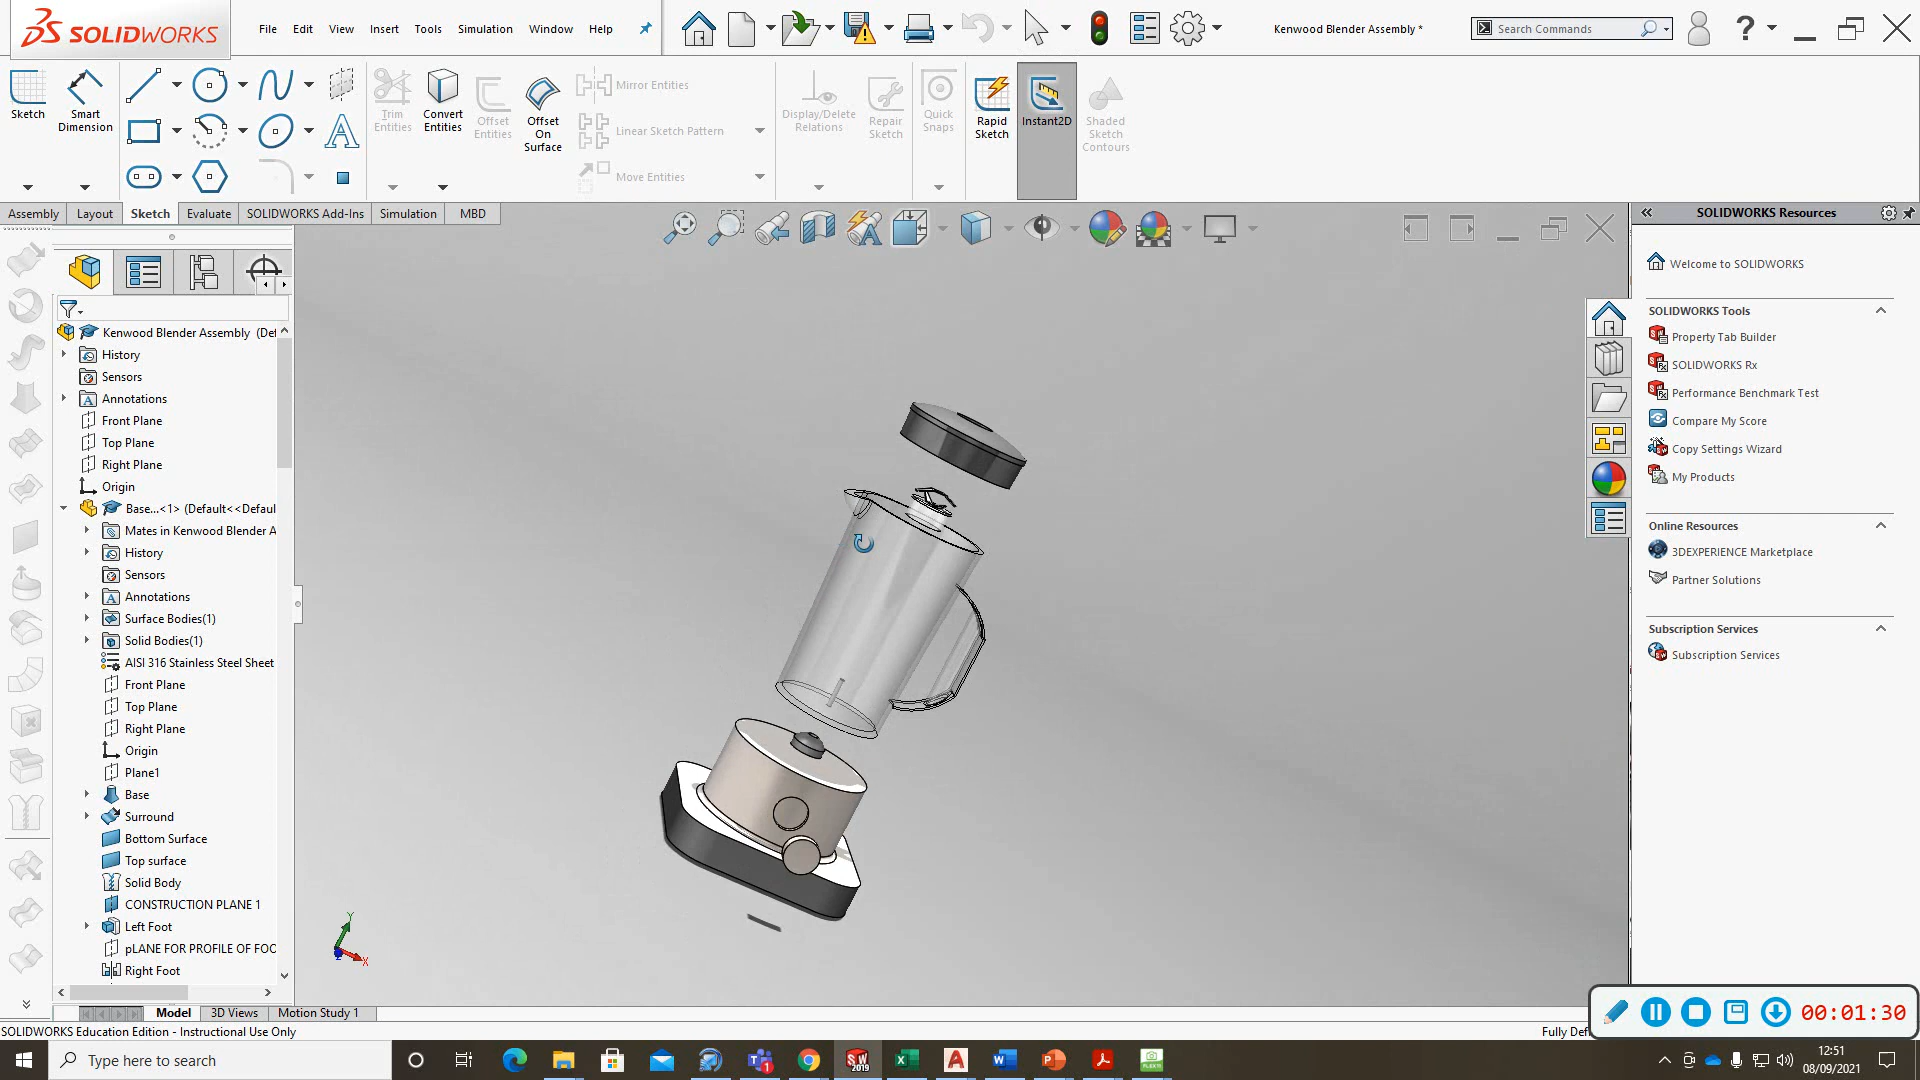 SOLIDWORKS
File Edit View Insert Tools Simulation Window Help
Kenwood Blender Assembly *
Search Commands
?
Sketch
Smart Dimension
Trim Entities
Convert Entities
Offset Entities
Offset On Surface
Mirror Entities
Linear Sketch Pattern
Move Entities
Display/Delete Relations
Repair Sketch
Quick Snaps
Rapid Sketch
Instant2D
Shaded Sketch Contours
Assembly Layout Sketch Evaluate SOLIDWORKS Add-Ins Simulation MBD
Kenwood Blender Assembly (Def
History
Sensors
Annotations
Front Plane
Top Plane
Right Plane
Origin
Base...<1> (Default<<Defaul
Mates in Kenwood Blender A
History
Sensors
Annotations
Surface Bodies(1)
Solid Bodies(1)
AISI 316 Stainless Steel Sheet
Front Plane
Top Plane
Right Plane
Origin
Plane1
Base
Surround
Bottom Surface
Top surface
Solid Body
CONSTRUCTION PLANE 1
Left Foot
pLANE FOR PROFILE OF FOO
Right Foot
Y
X
Z
SOLIDWORKS Resources
Welcome to SOLIDWORKS
SOLIDWORKS Tools
Property Tab Builder
SOLIDWORKS Rx
Performance Benchmark Test
Compare My Score
Copy Settings Wizard
My Products
Online Resources
3DEXPERIENCE Marketplace
Partner Solutions
Subscription Services
Subscription Services
Model 3D Views Motion Study 1
SOLIDWORKS Education Edition - Instructional Use Only
Fully Def
00:01:30
Type here to search
SW 2019
12:51
08/09/2021